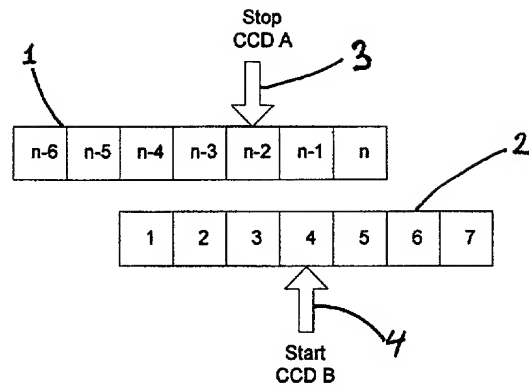 Stop
CCD A
1
3
n-6 n-5 n-4 n-3 n-2 n-1 n
2
1 2 3 4 5 6 7
4
Start
CCD B